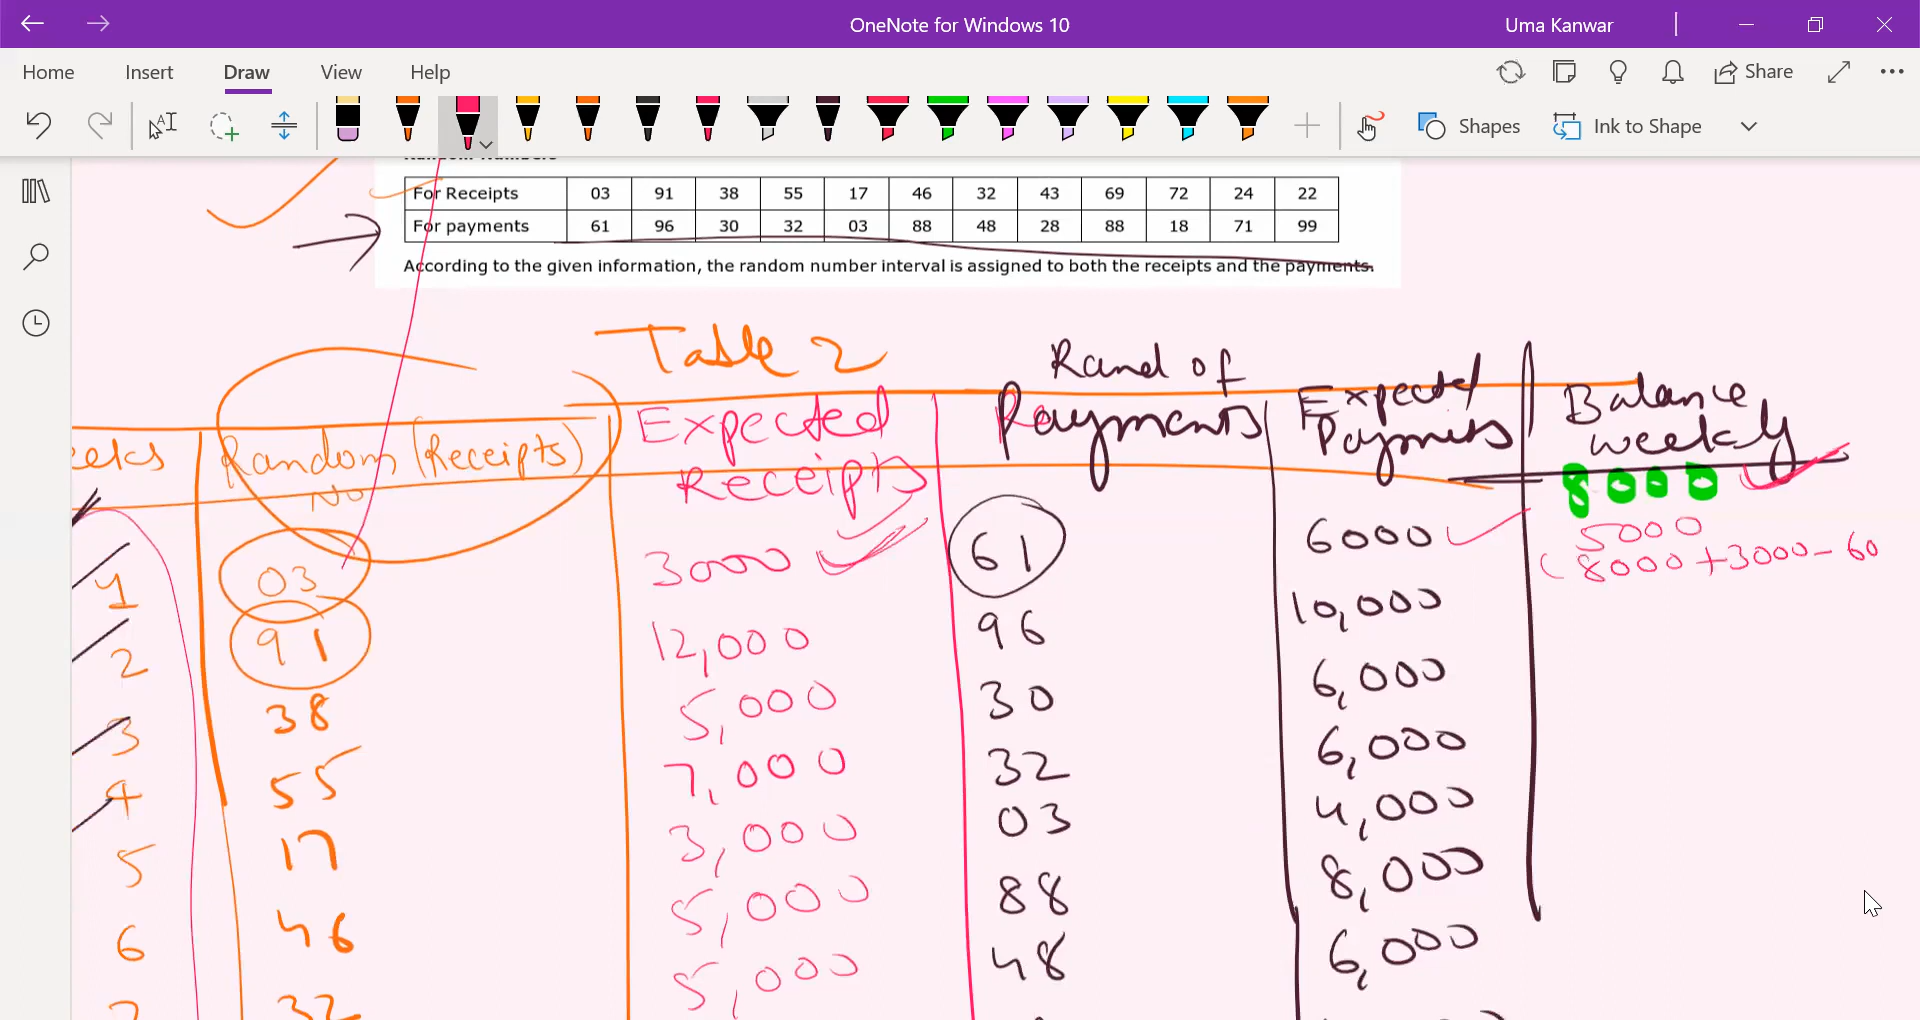 OneNote for Windows 10
Uma Kanwar
Home Insert Draw View Help
Share
Shapes Ink to Shape
For Receipts 03 91 38 55 17 46 32 43 69 72 24 22
For payments 61 96 30 32 03 88 48 28 88 18 71 99
According to the given information, the random number interval is assigned to both the receipts and the payments.
Table 2
eeks Random (Receipts) No Expected Receipts Rand of Payments Expected Payments Balance weekly
8000
1 03 3000 61 6000 5000
(8000+3000-60
2 91 12,000 96 10,000
3 38 5,000 30 6,000
4 55 7,000 32 6,000
5 17 3,000 03 4,000
6 46 5,000 88 8,000
7 32 5,000 48 6,000